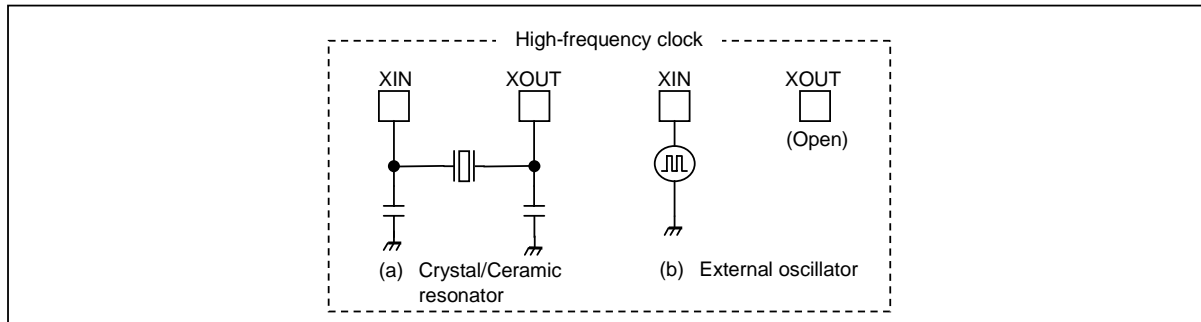 High-frequency clock
XIN
XOUT
XIN
XOUT
(Open)
(a) Crystal/Ceramic
resonator
(b) External oscillator